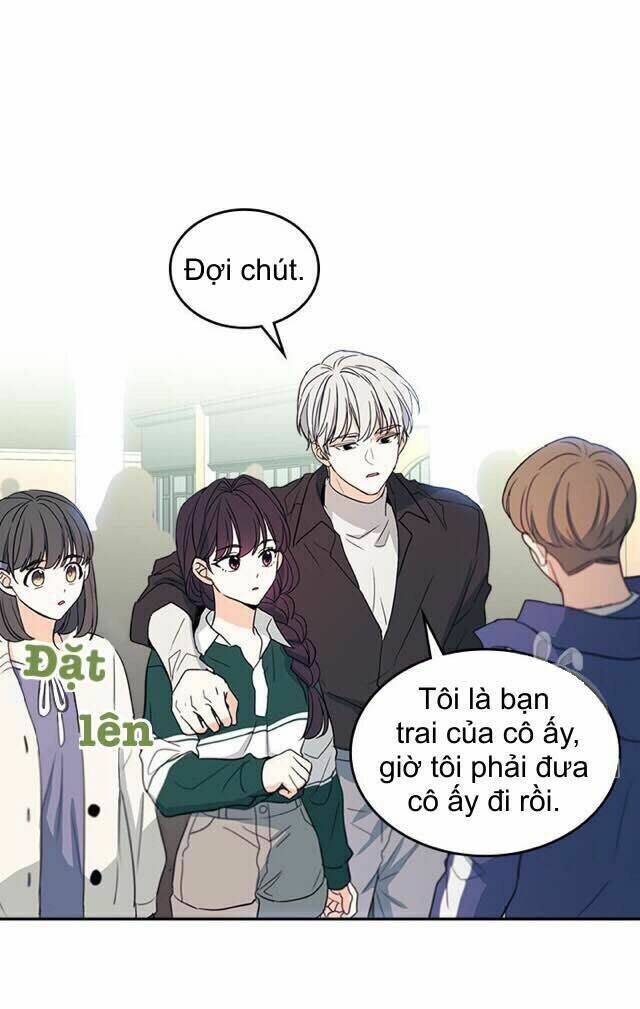 Đợi chút.
Đặt
lên
Tôi là bạn
trai của cô ấy,
giờ tôi phải đưa
cô ấy đi rồi.